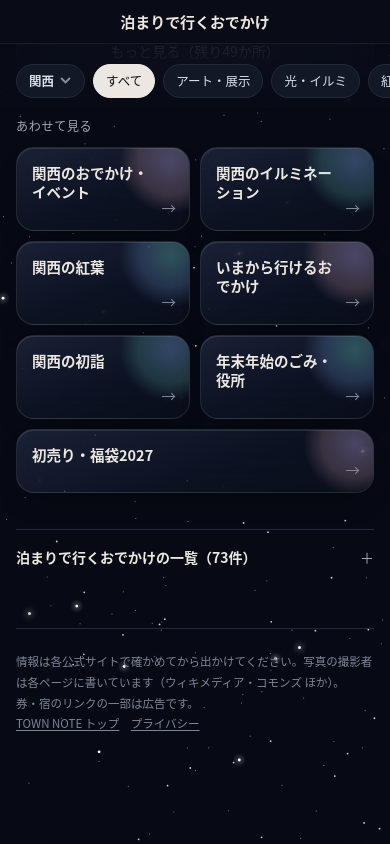 泊まりで行くおでかけ
もっと見る（残り49か所）
関西
すべて
アート・展示
光・イルミ
紅
あわせて見る
関西のおでかけ・
イベント
→
関西のイルミネー
ション
→
関西の紅葉
→
いまから行けるお
でかけ
→
関西の初詣
→
年末年始のごみ・
役所
→
初売り・福袋2027
→
泊まりで行くおでかけの一覧（73件）
+
情報は各公式サイトで確かめてから出かけてください。写真の撮影者
は各ページに書いています（ウィキメディア・コモンズ ほか）。
券・宿のリンクの一部は広告です。
TOWN NOTE トップ プライバシー